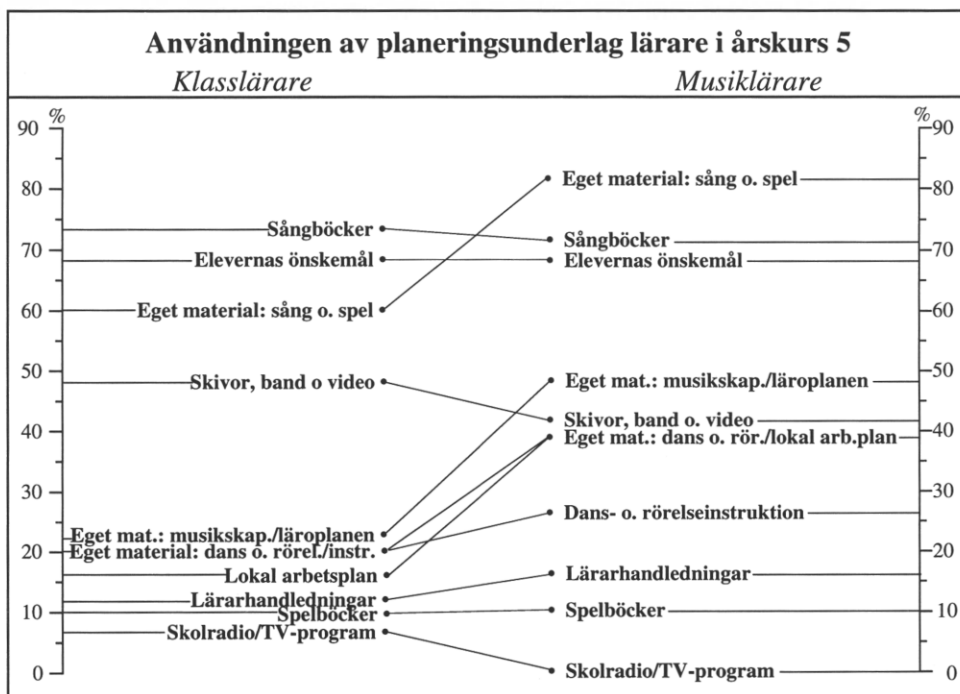 Användningen av planeringsunderlag lärare i årskurs 5
Klasslärare
Musiklärare
%
90
80
70
60
50
40
30
20
10
0
Sångböcker
Elevernas önskemål
Eget material: sång o. spel
Skivor, band o video
Eget mat.: musikskap./läroplanen
Eget material: dans o. rörel./instr.
Lokal arbetsplan
Lärarhandledningar
Spelböcker
Skolradio/TV-program
Eget material: sång o. spel
Sångböcker
Elevernas önskemål
Eget mat.: musikskap./läroplanen
Skivor, band o. video
Eget mat.: dans o. rör./lokal arb.plan
Dans- o. rörelseinstruktion
Lärarhandledningar
Spelböcker
Skolradio/TV-program
%
90
80
70
60
50
40
30
20
10
0